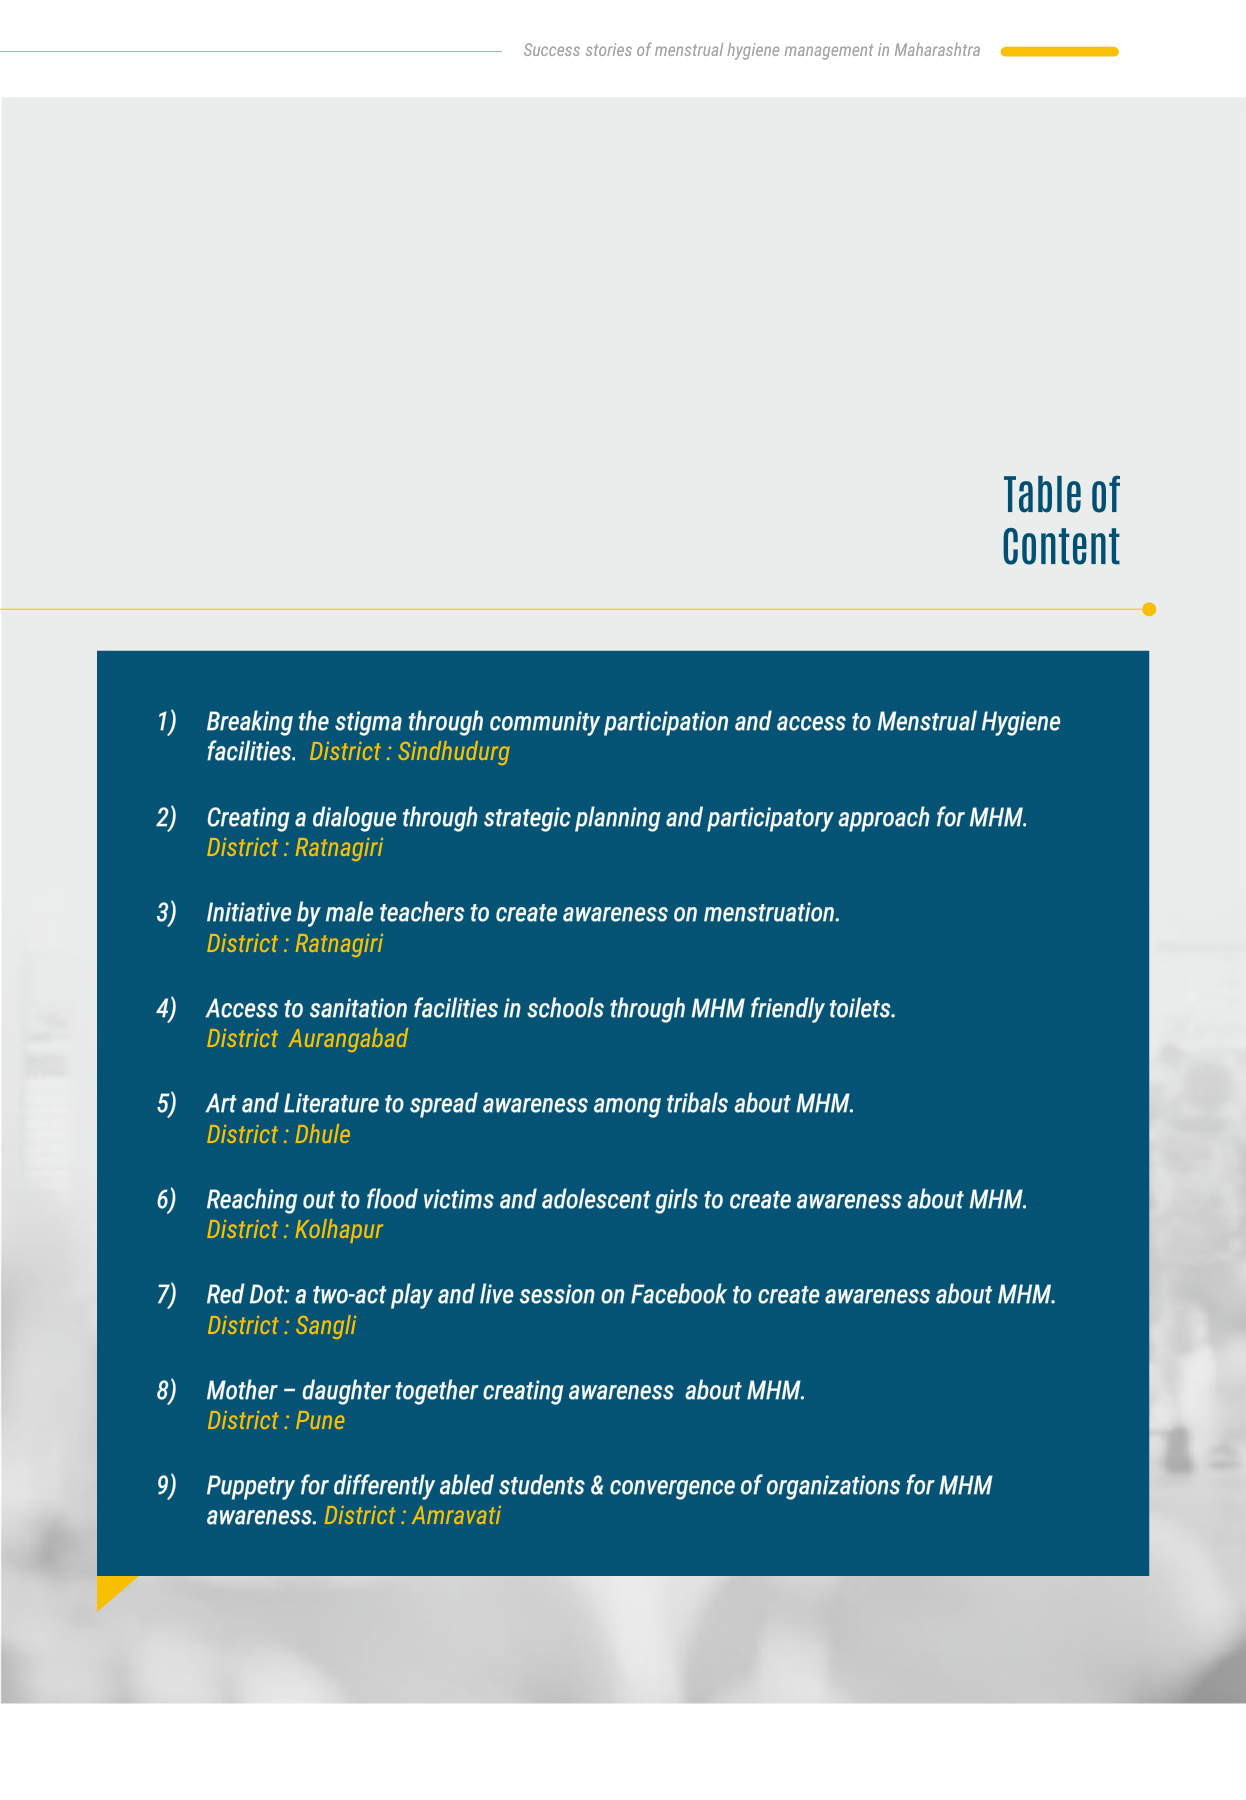 Success stories of menstrual hygiene management in Maharashtra
Table of
Content
1) Breaking the stigma through community participation and access to Menstrual Hygiene
facilities. District : Sindhudurg
2) Creating a dialogue through strategic planning and participatory approach for MHM.
District : Ratnagiri
3) Initiative by male teachers to create awareness on menstruation.
District : Ratnagiri
4) Access to sanitation facilities in schools through MHM friendly toilets.
District Aurangabad
5) Art and Literature to spread awareness among tribals about MHM.
District : Dhule
6) Reaching out to flood victims and adolescent girls to create awareness about MHM.
District : Kolhapur
7) Red Dot: a two-act play and live session on Facebook to create awareness about MHM.
District : Sangli
8) Mother – daughter together creating awareness about MHM.
District : Pune
9) Puppetry for differently abled students & convergence of organizations for MHM
awareness. District : Amravati